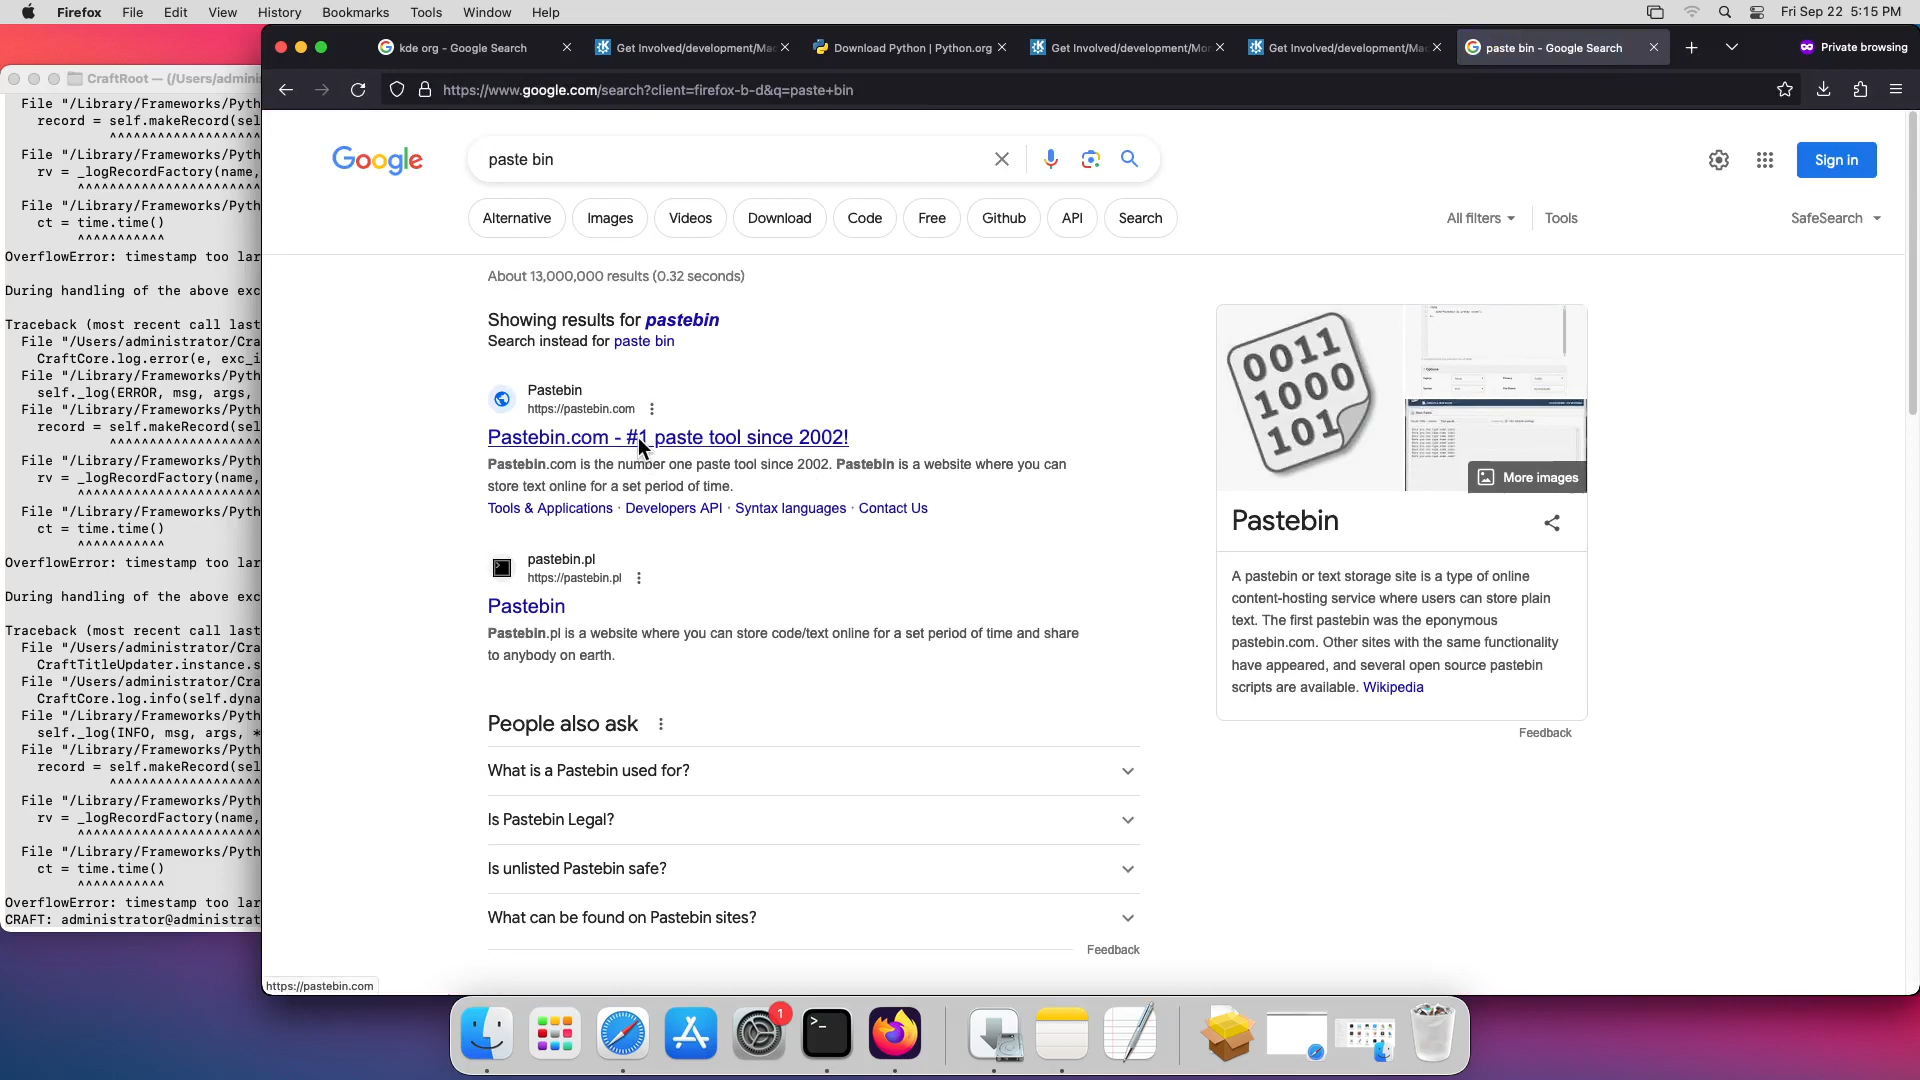 Firefox File Edit View History Bookmarks Tools Window Help Fri Sep 22 5:15 PM
kde org - Google Search Get Involved/development/Mac Download Python | Python.org Get Involved/development/Mor Get Involved/development/Mac paste bin - Google Search Private browsing
https://www.google.com/search?client=firefox-b-d&q=paste+bin
CraftRoot — (/Users/admini
File "/Library/Frameworks/Pyth
record = self.makeRecord(sel
^^^^^^^^^^^^^^^^^^^
File "/Library/Frameworks/Pyth
rv = _logRecordFactory(name,
^^^^^^^^^^^^^^^^^^^^^^^
File "/Library/Frameworks/Pyth
ct = time.time()
^^^^^^^^^^^
OverflowError: timestamp too lar
During handling of the above exc
Traceback (most recent call last
File "/Users/administrator/Cra
CraftCore.log.error(e, exc_i
File "/Users/administrator/Cra
self._log(ERROR, msg, args,
File "/Library/Frameworks/Pyth
record = self.makeRecord(sel
^^^^^^^^^^^^^^^^^^^
File "/Library/Frameworks/Pyth
rv = _logRecordFactory(name,
^^^^^^^^^^^^^^^^^^^^^^^
File "/Library/Frameworks/Pyth
ct = time.time()
^^^^^^^^^^^
OverflowError: timestamp too lar
During handling of the above exc
Traceback (most recent call last
File "/Users/administrator/Cra
CraftTitleUpdater.instance.s
File "/Users/administrator/Cra
CraftCore.log.info(self.dyna
File "/Library/Frameworks/Pyth
self._log(INFO, msg, args, *
File "/Library/Frameworks/Pyth
record = self.makeRecord(sel
^^^^^^^^^^^^^^^^^^^
File "/Library/Frameworks/Pyth
rv = _logRecordFactory(name,
^^^^^^^^^^^^^^^^^^^^^^^
File "/Library/Frameworks/Pyth
ct = time.time()
^^^^^^^^^^^
OverflowError: timestamp too lar
CRAFT: administrator@administrat
Google paste bin Sign in
Alternative Images Videos Download Code Free Github API Search All filters Tools SafeSearch
About 13,000,000 results (0.32 seconds)
Showing results for pastebin
Search instead for paste bin
Pastebin
https://pastebin.com
Pastebin.com - #1 paste tool since 2002!
Pastebin.com is the number one paste tool since 2002. Pastebin is a website where you can
store text online for a set period of time.
Tools & Applications · Developers API · Syntax languages · Contact Us
pastebin.pl
https://pastebin.pl
Pastebin
Pastebin.pl is a website where you can store code/text online for a set period of time and share
to anybody on earth.
People also ask
What is a Pastebin used for?
Is Pastebin Legal?
Is unlisted Pastebin safe?
What can be found on Pastebin sites?
Feedback
0011
1000
101
More images
Pastebin
A pastebin or text storage site is a type of online
content-hosting service where users can store plain
text. The first pastebin was the eponymous
pastebin.com. Other sites with the same functionality
have appeared, and several open source pastebin
scripts are available. Wikipedia
Feedback
https://pastebin.com
1